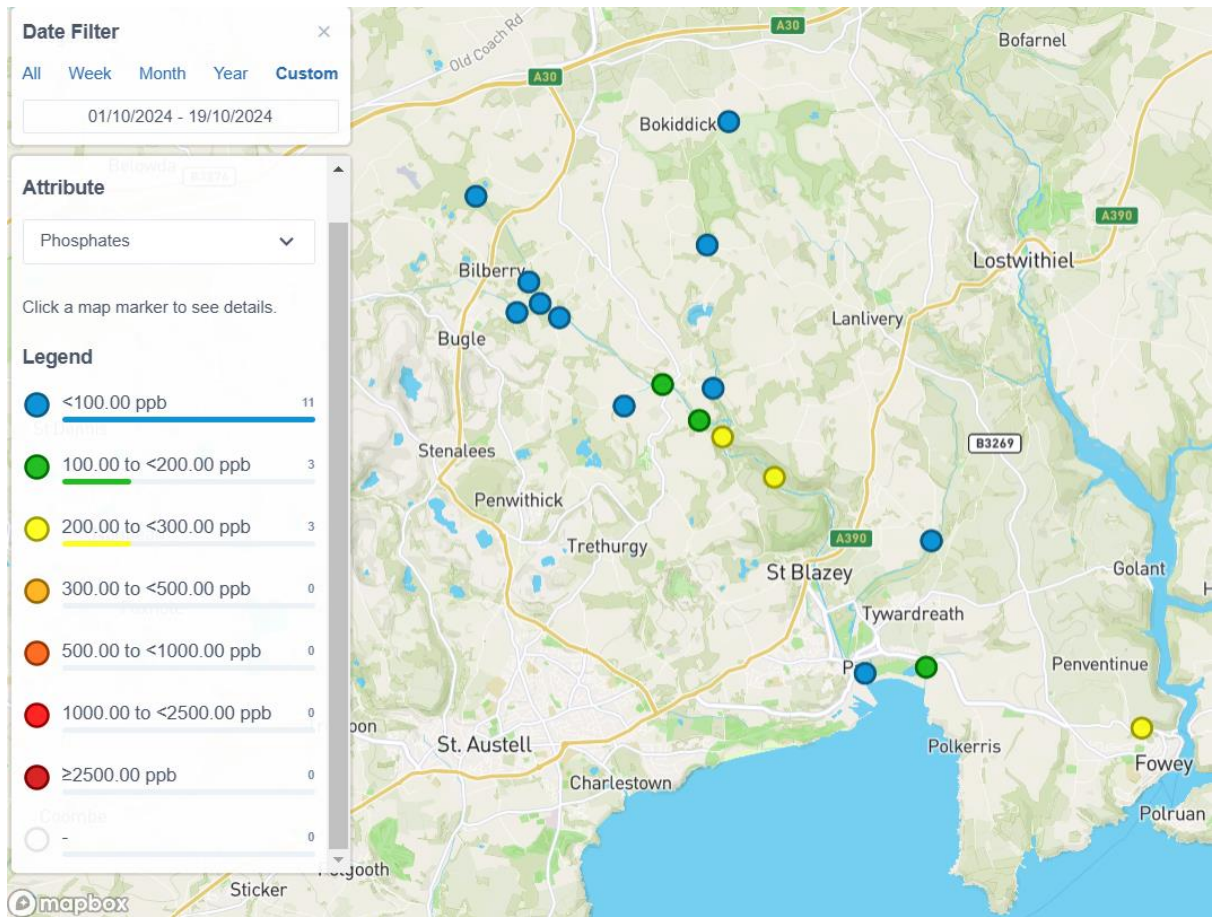 Date Filter ×
All Week Month Year Custom
01/10/2024 - 19/10/2024
Attribute
Phosphates
Click a map marker to see details.
Legend
<100.00 ppb 11
100.00 to <200.00 ppb 3
200.00 to <300.00 ppb 3
300.00 to <500.00 ppb 0
500.00 to <1000.00 ppb 0
1000.00 to <2500.00 ppb 0
≥2500.00 ppb 0
- 0
mapbox
Old Coach Rd
A30
A30
Bofarnel
Bokiddick
A390
Lostwithiel
Bilberry
Bugle
Lanlivery
B3269
Stenalees
Penwithick
Trethurgy
A390
St Blazey
Golant
Tywardreath
Penventinue
St. Austell
Polkerris
Charlestown
Fowey
Polruan
Sticker